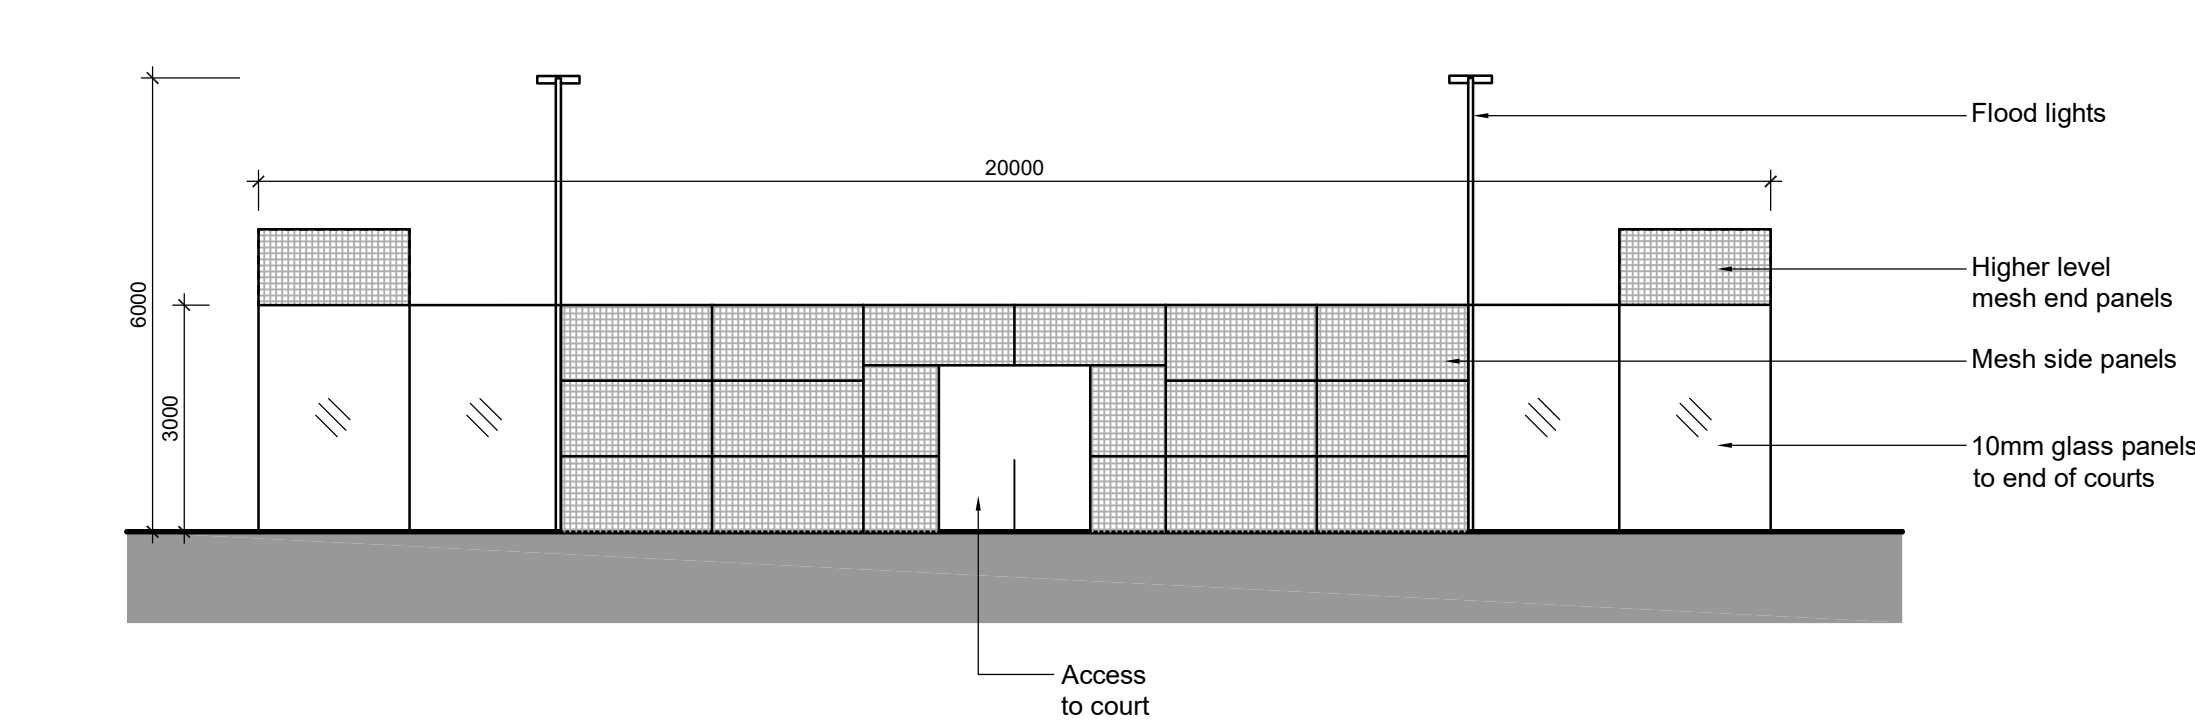 Flood lights
20000
Higher level
mesh end panels
6000
Mesh side panels
3000
10mm glass panels
to end of courts
Access
to court